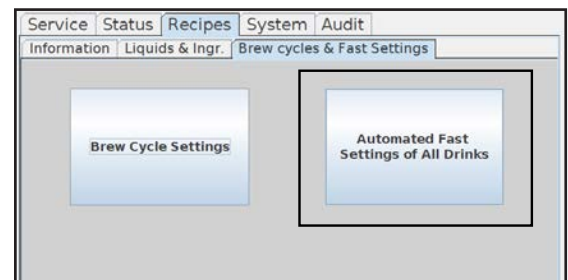 Service Status Recipes System Audit
Information Liquids & Ingr. Brew cycles & Fast Settings
Brew Cycle Settings
Automated Fast
Settings of All Drinks